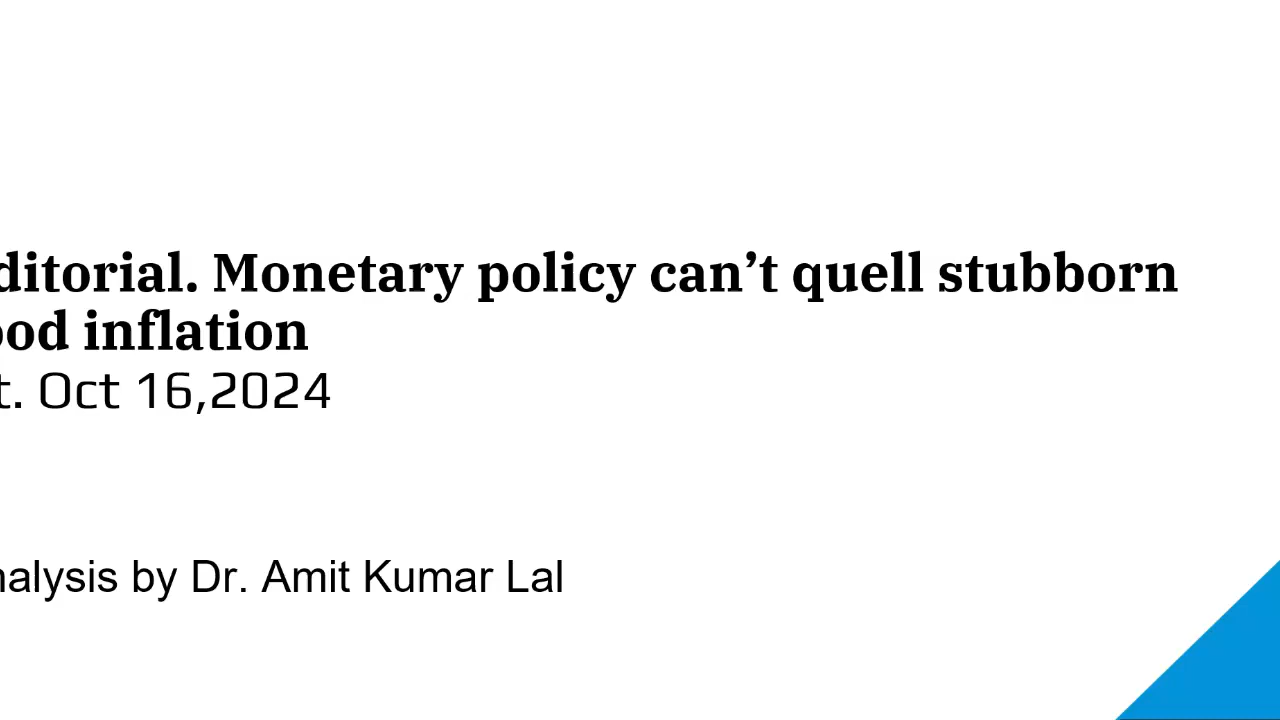 ditorial. Monetary policy can’t quell stubborn
ood inflation
t. Oct 16,2024
nalysis by Dr. Amit Kumar Lal